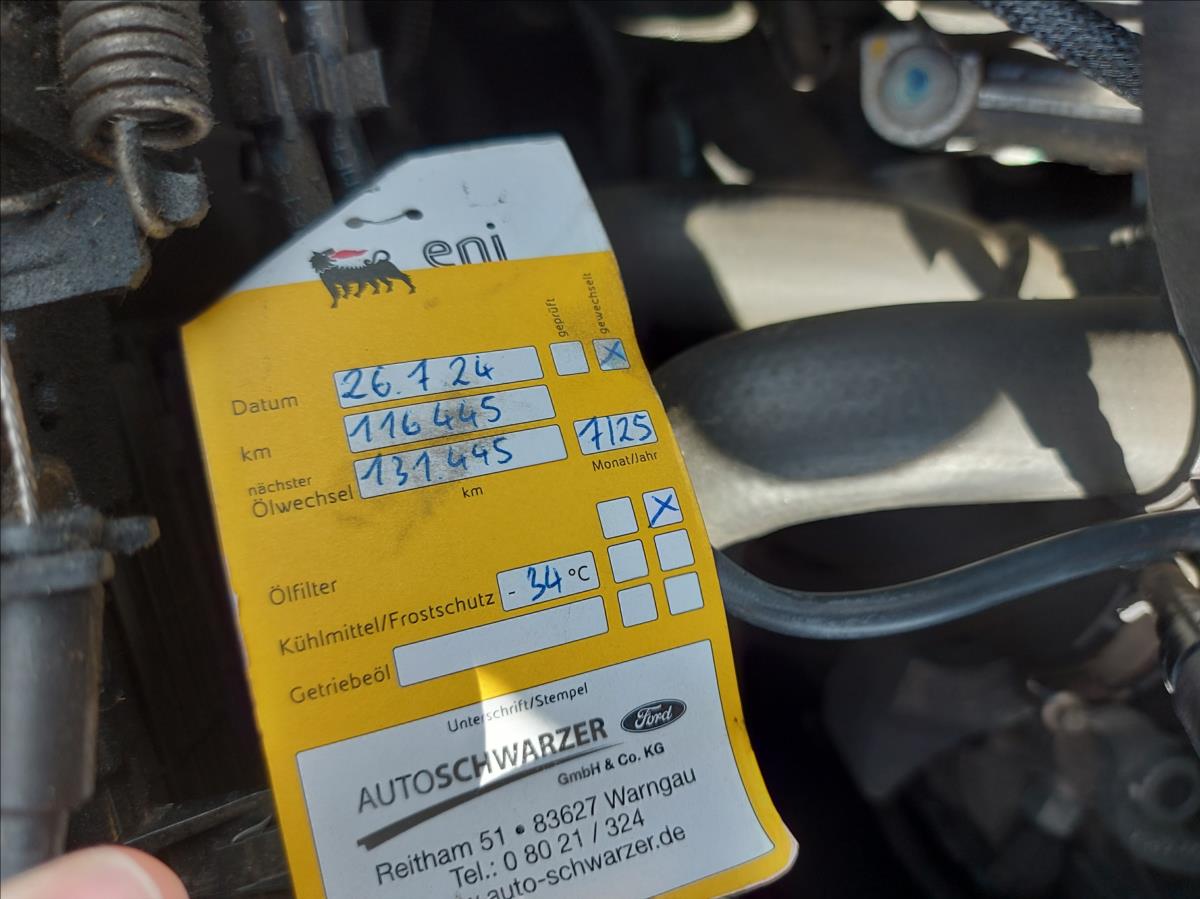 eni
geprüft
gewechselt
Datum 26.7.24 X
km 116445
nächster
Ölwechsel 131.445 7/25
km Monat/Jahr
Ölfilter X
Kühlmittel/Frostschutz - 34 °C
Getriebeöl
Unterschrift/Stempel
AUTOSCHWARZER Ford
GmbH & Co. KG
Reitham 51 • 83627 Warngau
Tel.: 0 80 21 / 324
auto-schwarzer.de